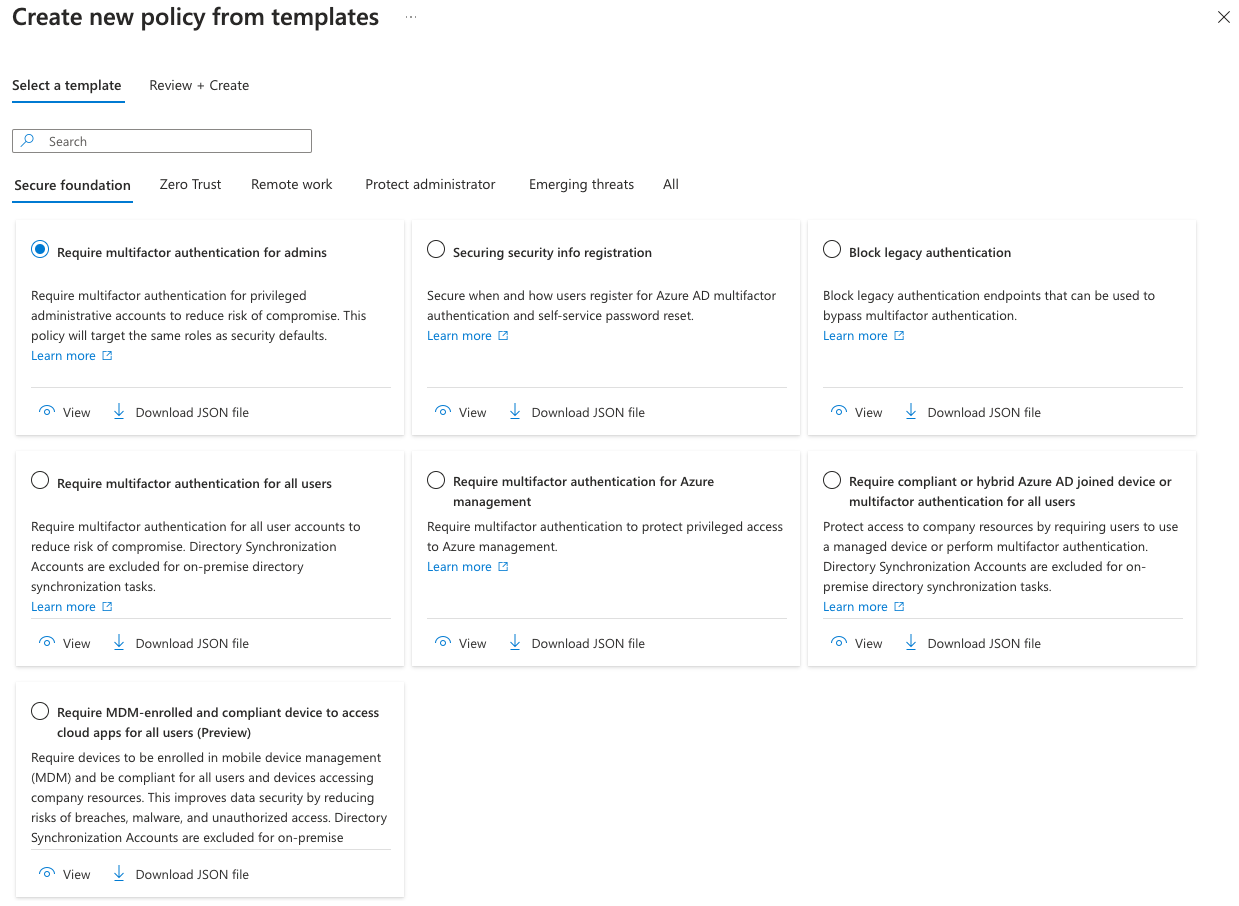 Create new policy from templates ...
Select a template
Review + Create
Search
Secure foundation
Zero Trust
Remote work
Protect administrator
Emerging threats
All
Require multifactor authentication for admins
Require multifactor authentication for privileged
administrative accounts to reduce risk of compromise. This
policy will target the same roles as security defaults.
Learn more
View
Download JSON file
Securing security info registration
Secure when and how users register for Azure AD multifactor
authentication and self-service password reset.
Learn more
View
Download JSON file
Block legacy authentication
Block legacy authentication endpoints that can be used to
bypass multifactor authentication.
Learn more
View
Download JSON file
Require multifactor authentication for all users
Require multifactor authentication for all user accounts to
reduce risk of compromise. Directory Synchronization
Accounts are excluded for on-premise directory
synchronization tasks.
Learn more
View
Download JSON file
Require multifactor authentication for Azure
management
Require multifactor authentication to protect privileged access
to Azure management.
Learn more
View
Download JSON file
Require compliant or hybrid Azure AD joined device or
multifactor authentication for all users
Protect access to company resources by requiring users to use
a managed device or perform multifactor authentication.
Directory Synchronization Accounts are excluded for on-
premise directory synchronization tasks.
Learn more
View
Download JSON file
Require MDM-enrolled and compliant device to access
cloud apps for all users (Preview)
Require devices to be enrolled in mobile device management
(MDM) and be compliant for all users and devices accessing
company resources. This improves data security by reducing
risks of breaches, malware, and unauthorized access. Directory
Synchronization Accounts are excluded for on-premise
View
Download JSON file